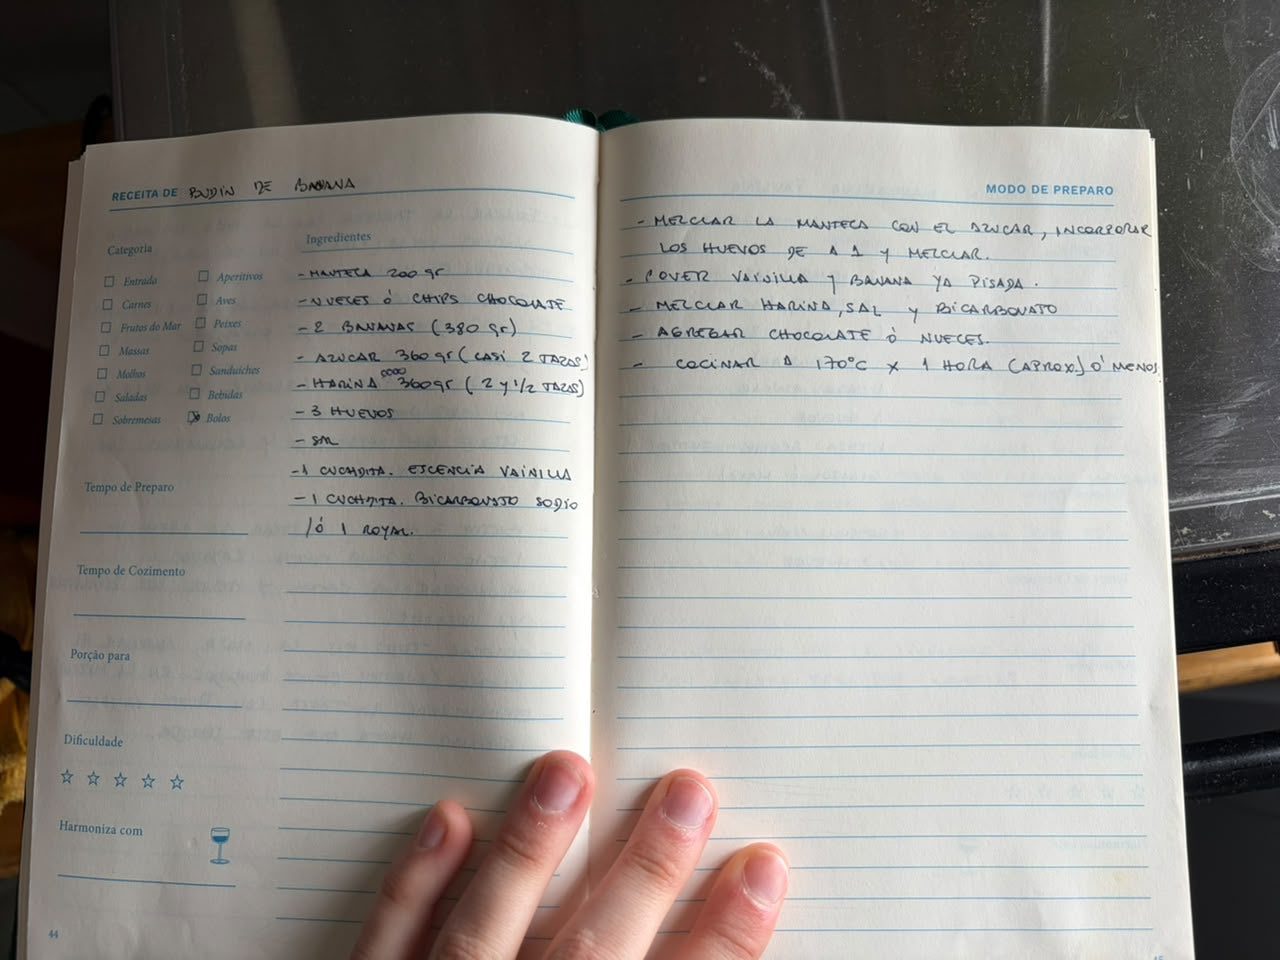 RECEITA DE BUDIN DE BANANA
Categoria
Entrada
Aperitivos
Carnes
Aves
Frutos do Mar
Peixes
Massas
Sopas
Molhos
Sanduíches
Saladas
Bebidas
Sobremesas
Bolos
Tempo de Preparo
Tempo de Cozimento
Porção para
Dificuldade
Harmoniza com
44
Ingredientes
- MANTECA 200 gr
- NUECES ó CHIPS CHOCOLATE
- 2 BANANAS (380 gr)
- AZUCAR 360 gr (CASI 2 TAZAS)
- HARINA 0000 360 gr (2 y 1/2 TAZAS)
- 3 HUEVOS
- SAL
- 1 CUCHDITA. ESCENCIA VAINILLA
- 1 CUCHDITA. BICARBONATO SODIO
/ó 1 ROYAL.
MODO DE PREPARO
- MEZCLAR LA MANTECA CON EL AZUCAR, INCORPORAR
LOS HUEVOS DE A 1 y MEZCLAR.
- POVER VAINILLA y BANANA YA PISADA.
- MEZCLAR HARINA, SAL y BICARBONATO
- AGREGAR CHOCOLATE ó NUECES.
- COCINAR A 170°C x 1 HORA (APROX.) ó MENOS